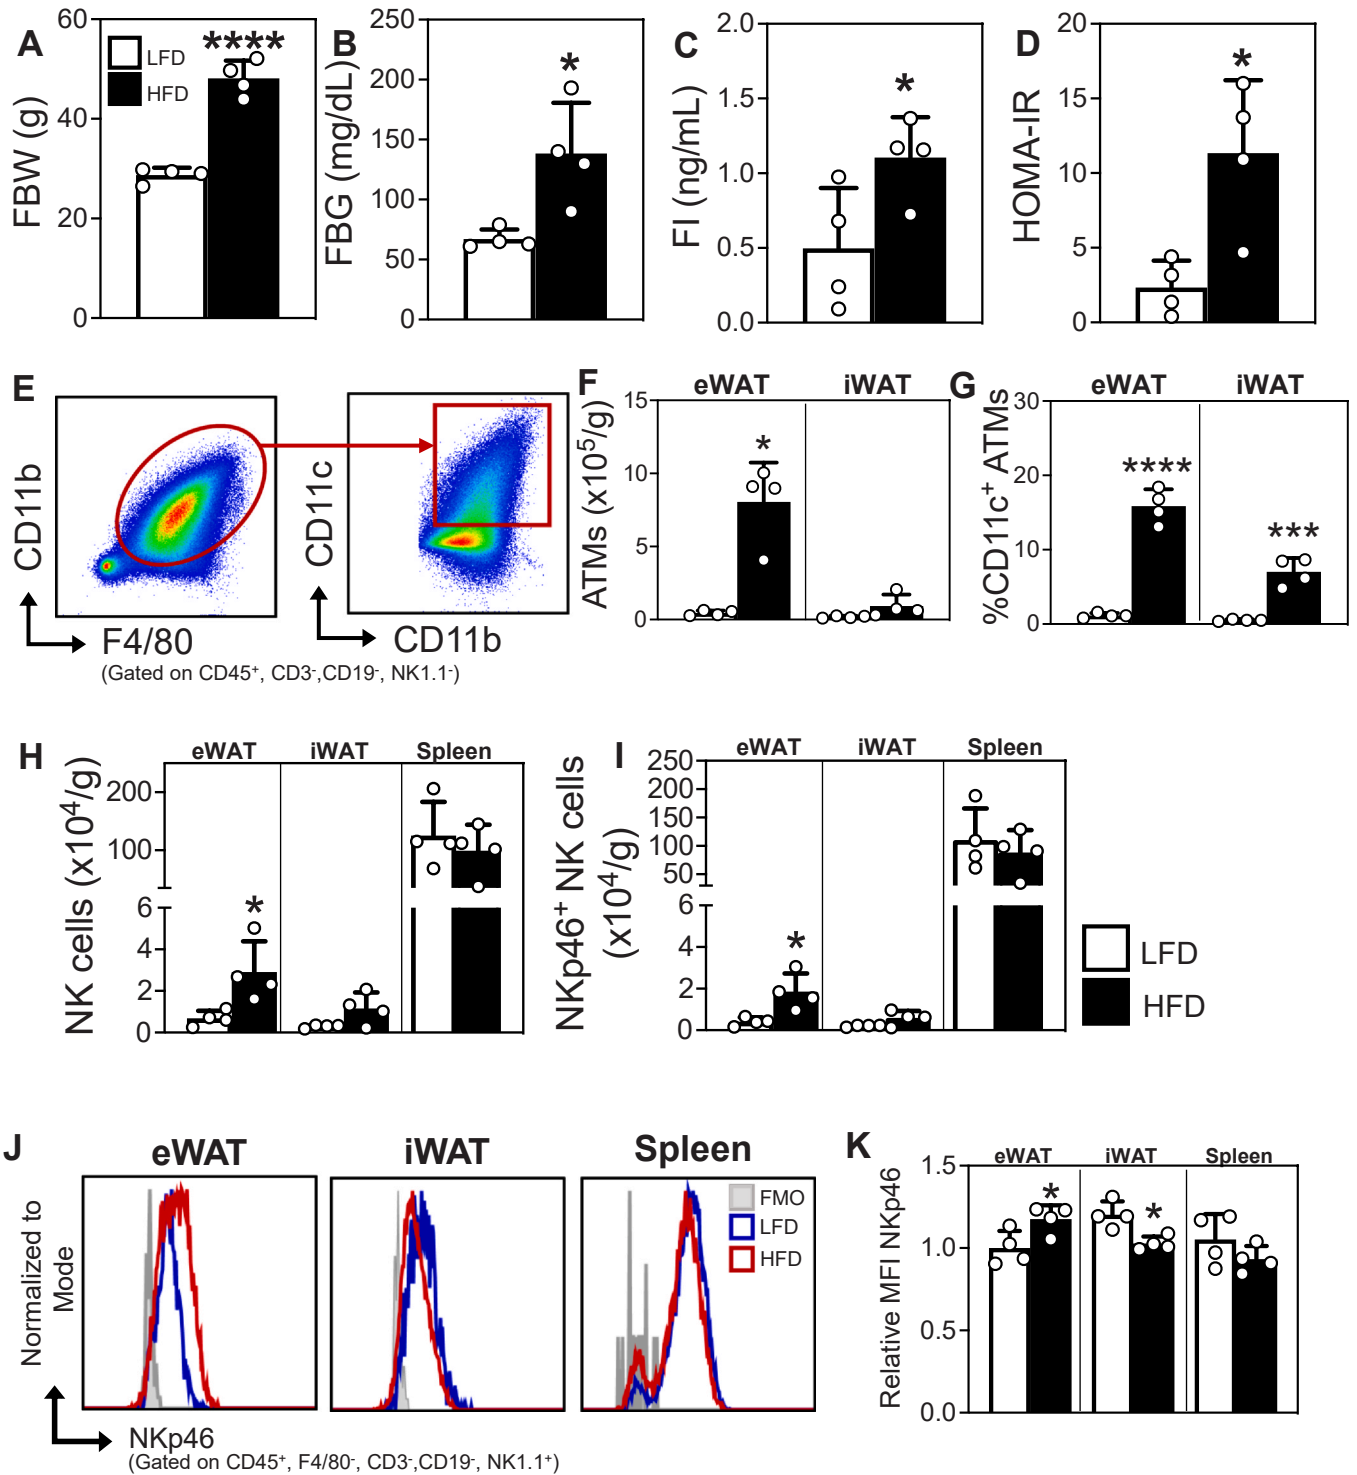 A
FBW (g)
60
40
20
0
LFD
HFD
****
B
FBG (mg/dL)
250
200
150
100
50
0
*
C
FI (ng/mL)
2.0
1.5
1.0
0.5
0.0
*
D
HOMA-IR
20
15
10
5
0
*
E
CD11b
F4/80
CD11c
CD11b
(Gated on CD45⁺, CD3⁻,CD19⁻, NK1.1⁻)
F
eWAT iWAT
ATMs (x10⁵/g)
15
10
5
0
*
G
eWAT iWAT
%CD11c⁺ ATMs
30
20
10
0
****
***
H
eWAT iWAT Spleen
NK cells (x10⁴/g)
200
100
6
4
2
0
*
I
eWAT iWAT Spleen
NKp46⁺ NK cells
(x10⁴/g)
250
200
150
100
50
6
4
2
0
*
LFD
HFD
J
eWAT iWAT Spleen
Normalized to
Mode
FMO
LFD
HFD
NKp46
(Gated on CD45⁺, F4/80⁻, CD3⁻,CD19⁻, NK1.1⁺)
K
eWAT iWAT Spleen
Relative MFI NKp46
1.5
1.0
0.5
0.0
*
*